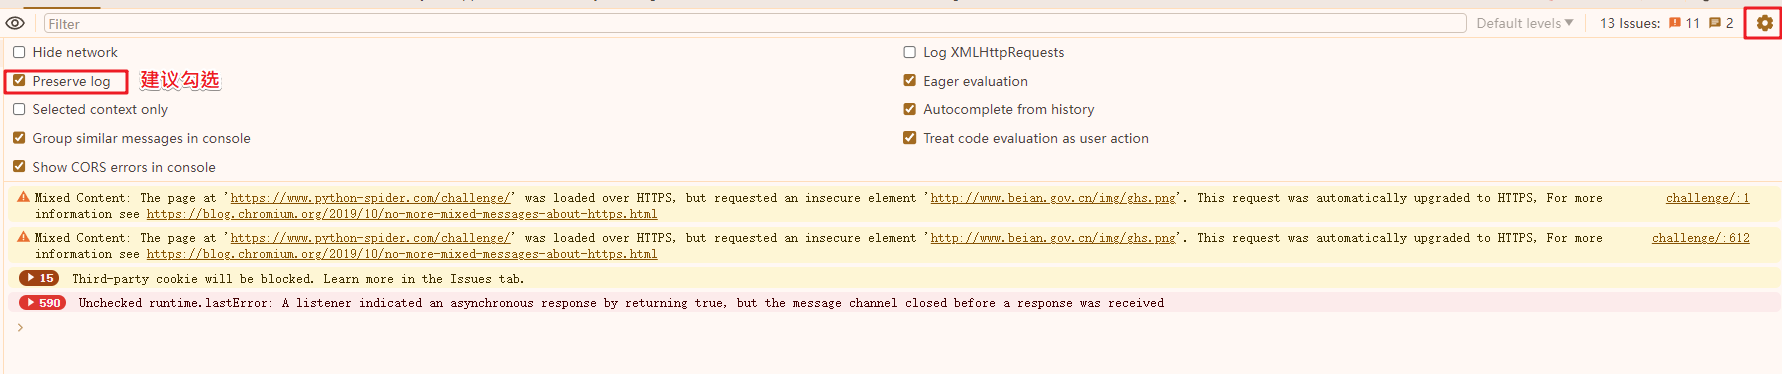 Filter
Default levels ▼
13 Issues: 11 2
Hide network
Log XMLHttpRequests
Preserve log 建议勾选
Eager evaluation
Selected context only
Autocomplete from history
Group similar messages in console
Treat code evaluation as user action
Show CORS errors in console
Mixed Content: The page at 'https://www.python-spider.com/challenge/' was loaded over HTTPS, but requested an insecure element 'http://www.beian.gov.cn/img/ghs.png'. This request was automatically upgraded to HTTPS, For more challenge/:1
information see https://blog.chromium.org/2019/10/no-more-mixed-messages-about-https.html
Mixed Content: The page at 'https://www.python-spider.com/challenge/' was loaded over HTTPS, but requested an insecure element 'http://www.beian.gov.cn/img/ghs.png'. This request was automatically upgraded to HTTPS, For more challenge/:612
information see https://blog.chromium.org/2019/10/no-more-mixed-messages-about-https.html
15 Third-party cookie will be blocked. Learn more in the Issues tab.
590 Unchecked runtime.lastError: A listener indicated an asynchronous response by returning true, but the message channel closed before a response was received